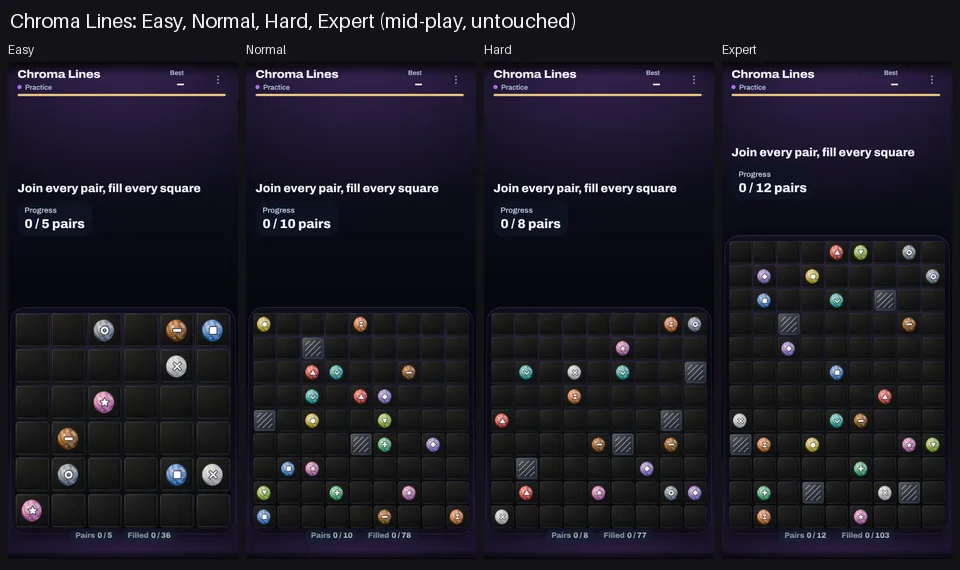 Chroma Lines: Easy, Normal, Hard, Expert (mid-play, untouched)
Easy
Chroma Lines
Practice
Best
–
Join every pair, fill every square
Progress
0 / 5 pairs
Pairs 0 / 5 Filled 0 / 36
Normal
Chroma Lines
Practice
Best
–
Join every pair, fill every square
Progress
0 / 10 pairs
Pairs 0 / 10 Filled 0 / 78
Hard
Chroma Lines
Practice
Best
–
Join every pair, fill every square
Progress
0 / 8 pairs
Pairs 0 / 8 Filled 0 / 77
Expert
Chroma Lines
Practice
Best
–
Join every pair, fill every square
Progress
0 / 12 pairs
Pairs 0 / 12 Filled 0 / 103